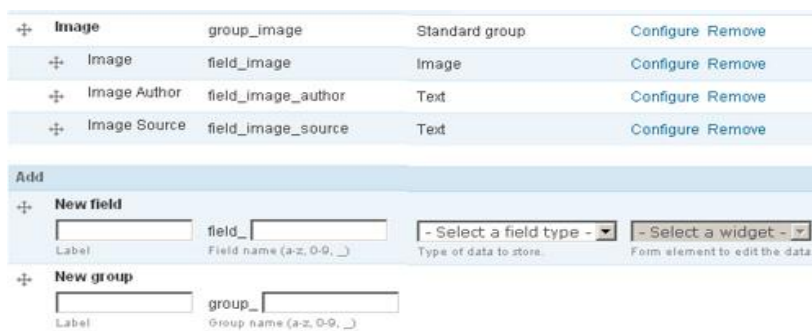 Image group_image Standard group Configure Remove
Image field_image Image Configure Remove
Image Author field_image_author Text Configure Remove
Image Source field_image_source Text Configure Remove
Add
New field
field_ - Select a field type - - Select a widget -
Label Field name (a-z, 0-9, _) Type of data to store. Form element to edit the data
New group
group_
Label Group name (a-z, 0-9, _)